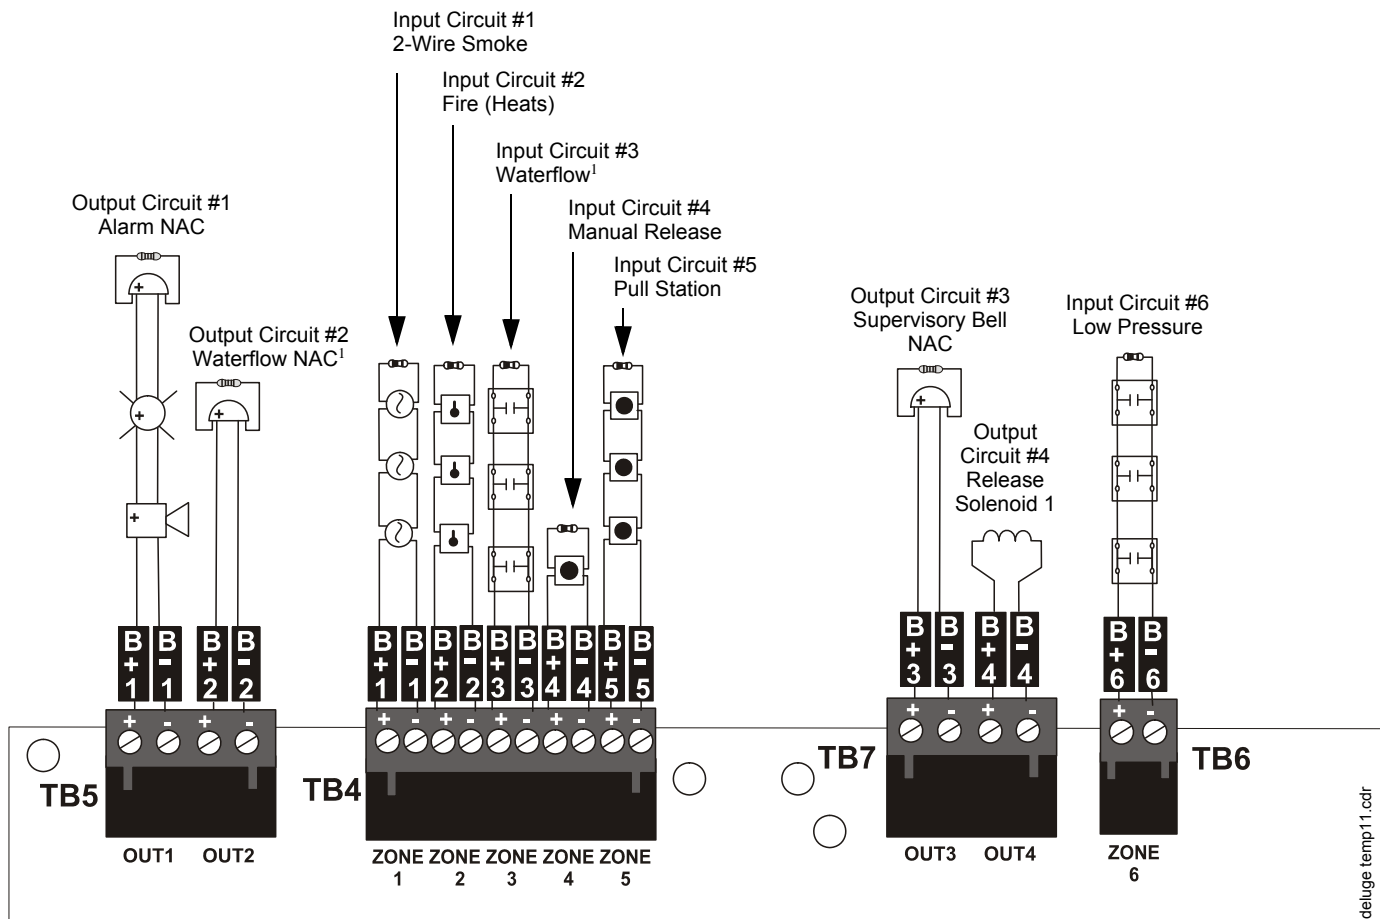 Input Circuit #1
2-Wire Smoke
Input Circuit #2
Fire (Heats)
Input Circuit #3
Waterflow¹
Input Circuit #4
Manual Release
Input Circuit #5
Pull Station
Output Circuit #1
Alarm NAC
Output Circuit #2
Waterflow NAC¹
Output Circuit #3
Supervisory Bell
NAC
Output
Circuit #4
Release
Solenoid 1
Input Circuit #6
Low Pressure
B+1
B-1
B+2
B-2
B+1
B-1
B+2
B-2
B+3
B-3
B+4
B-4
B+5
B-5
B+3
B-3
B+4
B-4
B+6
B-6
+ - + -
+ - + - + - + - + -
+ - + -
+ -
TB5
TB4
TB7
TB6
OUT1 OUT2
ZONE 1
ZONE 2
ZONE 3
ZONE 4
ZONE 5
OUT3 OUT4
ZONE 6
deluge temp11.cdr